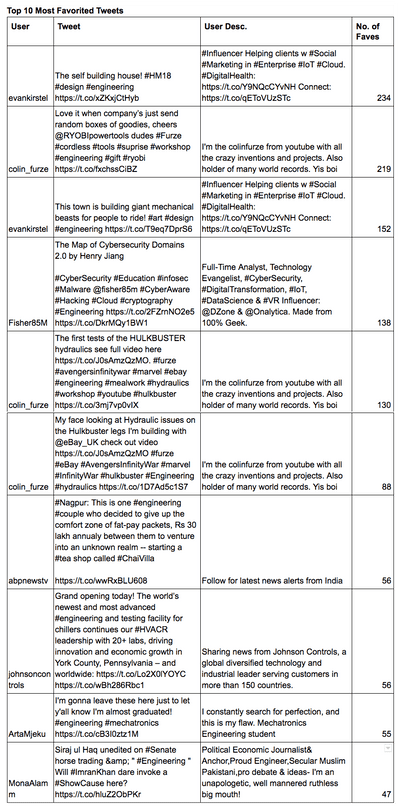 Top 10 Most Favorited Tweets
User
Tweet
User Desc.
No. of
Faves
evankirstel
The self building house! #HM18
#design #engineering
https://t.co/xZKxjCtHyb
#Influencer Helping clients w #Social
#Marketing in #Enterprise #IoT #Cloud.
#DigitalHealth:
https://t.co/Y9NQcCYvNH Connect:
https://t.co/qEToVUzSTc
234
colin_furze
Love it when company's just send
random boxes of goodies, cheers
@RYOBIpowertools dudes #Furze
#cordless #tools #suprise #workshop
#engineering #gift #ryobi
https://t.co/fxchssCiBZ
I'm the colinfurze from youtube with all
the crazy inventions and projects. Also
holder of many world records. Yis boi
219
evankirstel
This town is building giant mechanical
beasts for people to ride! #art #design
#engineering https://t.co/T9eq7DprS6
#Influencer Helping clients w #Social
#Marketing in #Enterprise #IoT #Cloud.
#DigitalHealth:
https://t.co/Y9NQcCYvNH Connect:
https://t.co/qEToVUzSTc
152
Fisher85M
The Map of Cybersecurity Domains
2.0 by Henry Jiang
#CyberSecurity #Education #infosec
#Malware @fisher85m #CyberAware
#Hacking #Cloud #cryptography
#Engineering https://t.co/2FZrnNO2e5
https://t.co/DkrMQy1BW1
Full-Time Analyst, Technology
Evangelist, #CyberSecurity,
#DigitalTransformation, #IoT,
#DataScience & #VR Influencer:
@DZone & @Onalytica. Made from
100% Geek.
138
colin_furze
The first tests of the HULKBUSTER
hydraulics see full video here
https://t.co/J0sAmzQzMO. #furze
#avengersinfinitywar #marvel #ebay
#engineering #mealwork #hydraulics
#workshop #youtube #hulkbuster
https://t.co/3mj7vp0vIX
I'm the colinfurze from youtube with all
the crazy inventions and projects. Also
holder of many world records. Yis boi
130
colin_furze
My face looking at Hydraulic issues on
the Hulkbuster legs I'm building with
@eBay_UK check out video
https://t.co/J0sAmzQzMO #furze
#eBay #AvengersInfinityWar #marvel
#InfinityWar #hulkbuster #Engineering
#hydraulics https://t.co/1D7Ad5c1S7
I'm the colinfurze from youtube with all
the crazy inventions and projects. Also
holder of many world records. Yis boi
88
abpnewstv
#Nagpur: This is one #engineering
#couple who decided to give up the
comfort zone of fat-pay packets, Rs 30
lakh annualy between them to venture
into an unknown realm -- starting a
#tea shop called #ChaiVilla
https://t.co/wwRxBLU608
Follow for latest news alerts from India
56
johnsoncon
trols
Grand opening today! The world's
newest and most advanced
#engineering and testing facility for
chillers continues our #HVACR
leadership with 20+ labs, driving
innovation and economic growth in
York County, Pennsylvania – and
worldwide: https://t.co/Lo2X0lYOYC
https://t.co/wBh286Rbc1
Sharing news from Johnson Controls, a
global diversified technology and
industrial leader serving customers in
more than 150 countries.
56
ArtaMjeku
I'm gonna leave these here just to let
y'all know I'm almost graduated!
#engineering #mechatronics
https://t.co/cB3l0ztz1M
I constantly search for perfection, and
this is my flaw. Mechatronics
Engineering student
55
MonaAlam
m
Siraj ul Haq unedited on #Senate
horse trading &amp; " #Engineering "
Will #ImranKhan dare invoke a
#ShowCause here?
https://t.co/hluZ2ObPKr
Political Economic Journalist&
Anchor,Proud Engineer,Secular Muslim
Pakistani,pro debate & ideas- I'm an
unapologetic, well mannered ruthless
big mouth!
47